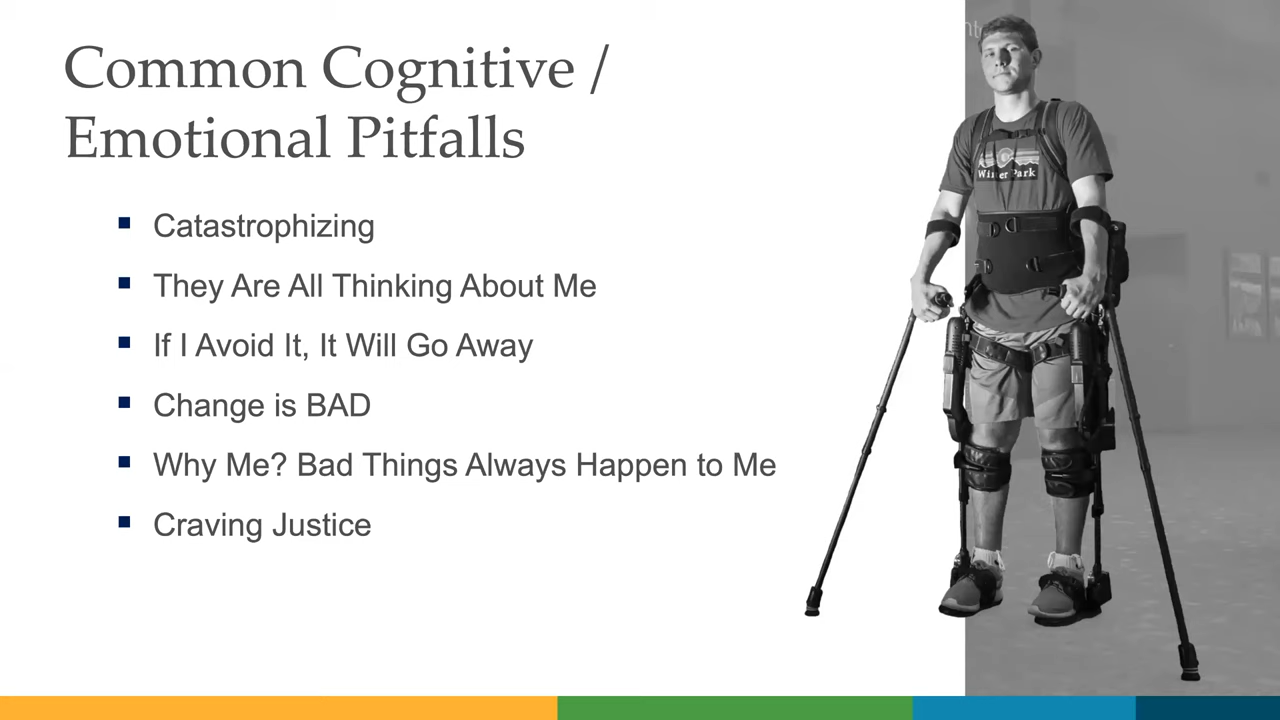 Common Cognitive /
Emotional Pitfalls
Catastrophizing
They Are All Thinking About Me
If I Avoid It, It Will Go Away
Change is BAD
Why Me? Bad Things Always Happen to Me
Craving Justice
Winter Park